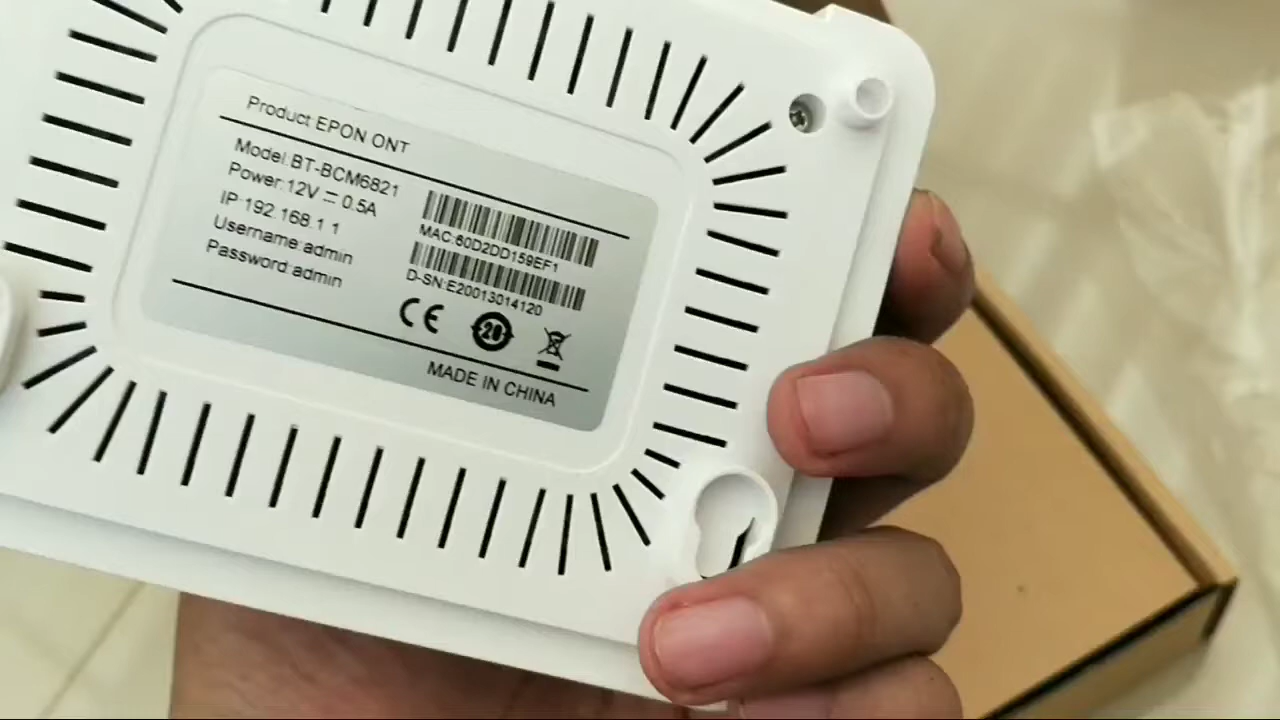 Product EPON ONT
Model:BT-BCM6821
Power:12V ⎓ 0.5A
IP:192.168.1.1
Username:admin
Password:admin
MAC:60D2DD159EF1
D-SN:E20013014120
CE
20
MADE IN CHINA